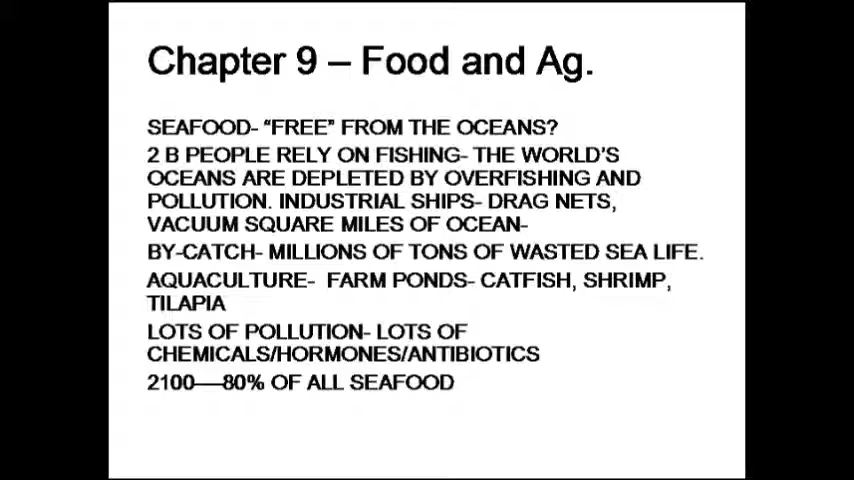 Chapter 9 – Food and Ag.
SEAFOOD- “FREE” FROM THE OCEANS?
2 B PEOPLE RELY ON FISHING- THE WORLD’S
OCEANS ARE DEPLETED BY OVERFISHING AND
POLLUTION. INDUSTRIAL SHIPS- DRAG NETS,
VACUUM SQUARE MILES OF OCEAN-
BY-CATCH- MILLIONS OF TONS OF WASTED SEA LIFE.
AQUACULTURE-  FARM PONDS- CATFISH, SHRIMP,
TILAPIA
LOTS OF POLLUTION- LOTS OF
CHEMICALS/HORMONES/ANTIBIOTICS
2100----80% OF ALL SEAFOOD